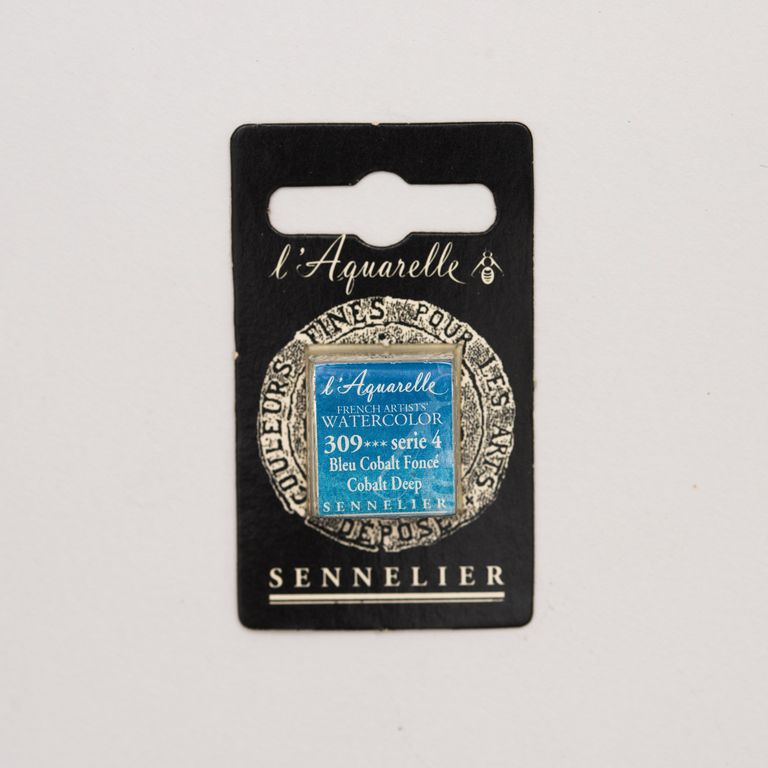 l'Aquarelle
COULEURS FINES POUR LES ARTS
DÉPOSÉ
l'Aquarelle
FRENCH ARTISTS'
WATERCOLOR
309*** serie 4
Bleu Cobalt Foncé
Cobalt Deep
SENNELIER
SENNELIER